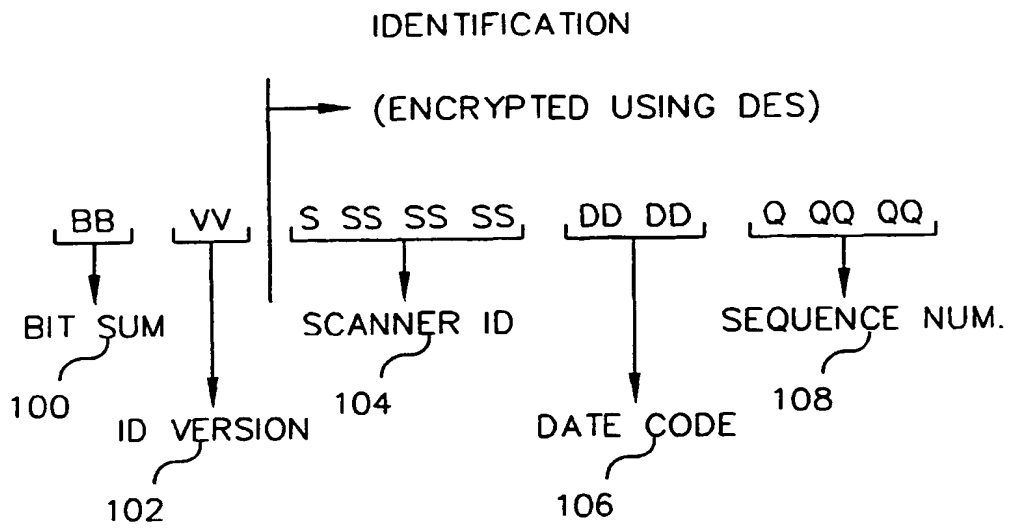 IDENTIFICATION
(ENCRYPTED USING DES)
BB VV S SS SS SS DD DD Q QQ QQ
BIT SUM SCANNER ID SEQUENCE NUM.
100 104 108
ID VERSION DATE CODE
102 106